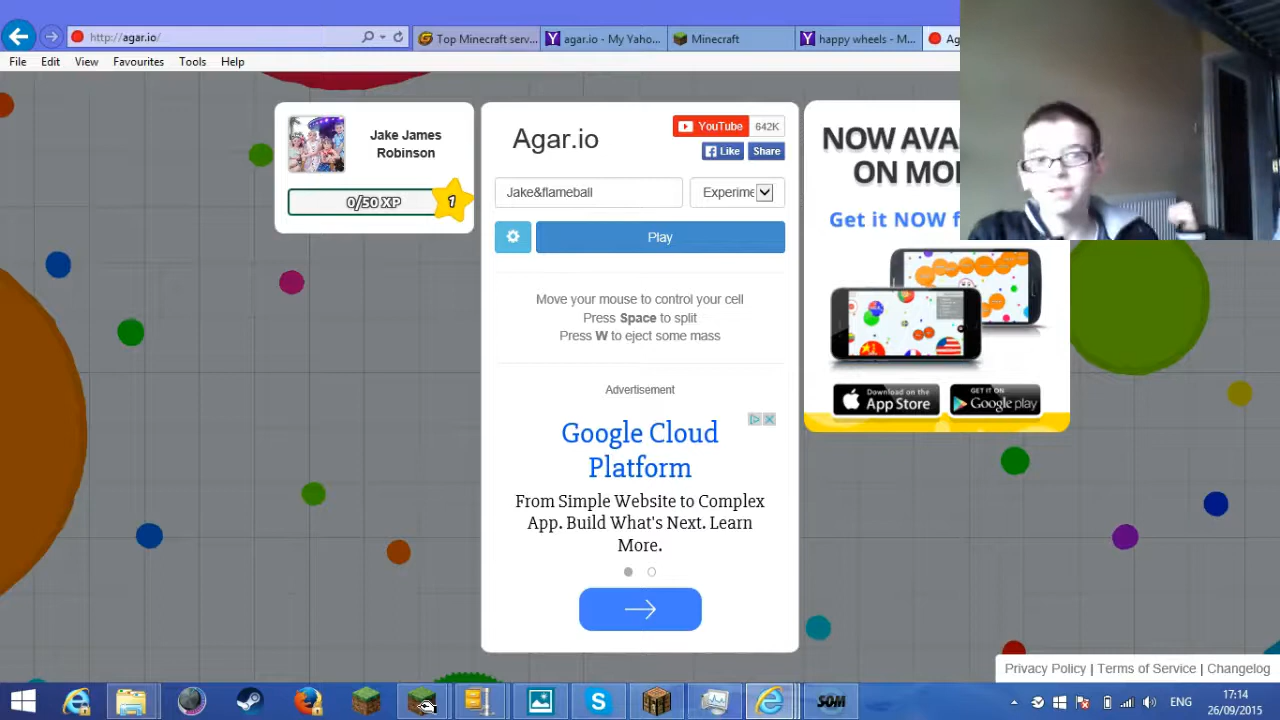 http://agar.io/
Top Minecraft serv...
agar.io - My Yaho...
Minecraft
happy wheels - M...
Ag
File Edit View Favourites Tools Help
Jake James
Robinson
0/50 XP
1
Agar.io
YouTube 642K
Like Share
Jake&flameball
Experime
Play
Move your mouse to control your cell
Press Space to split
Press W to eject some mass
Advertisement
Google Cloud
Platform
From Simple Website to Complex
App. Build What's Next. Learn
More.
NOW AVA
ON MO
Get it NOW f
Download on the
App Store
GET IT ON
Google play
Privacy Policy | Terms of Service | Changelog
SOM
ENG
17:14
26/09/2015